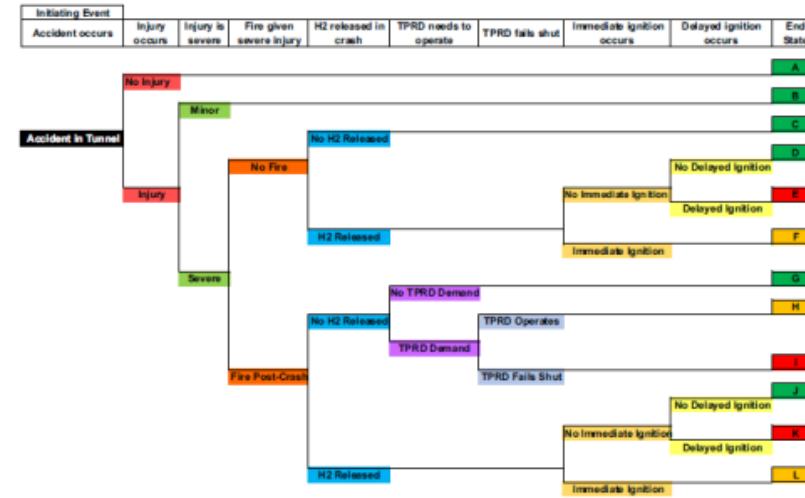 Initiating Event
Accident occurs
Injury
occurs
Injury is
severe
Fire given
severe injury
H2 released in
crash
TPRD needs to
operate
TPRD fails shut
Immediate ignition
occurs
Delayed ignition
occurs
End
State
A
No Injury
B
Minor
C
Accident in Tunnel
No H2 Released
D
No Fire
No Delayed Ignition
Injury
No Immediate Ignition
E
Delayed Ignition
H2 Released
F
Immediate Ignition
Severe
G
No TPRD Demand
H
No H2 Released
TPRD Operates
TPRD Demand
I
Fire Post-Crash
TPRD Fails Shut
J
No Delayed Ignition
No Immediate Ignition
K
Delayed Ignition
H2 Released
L
Immediate Ignition